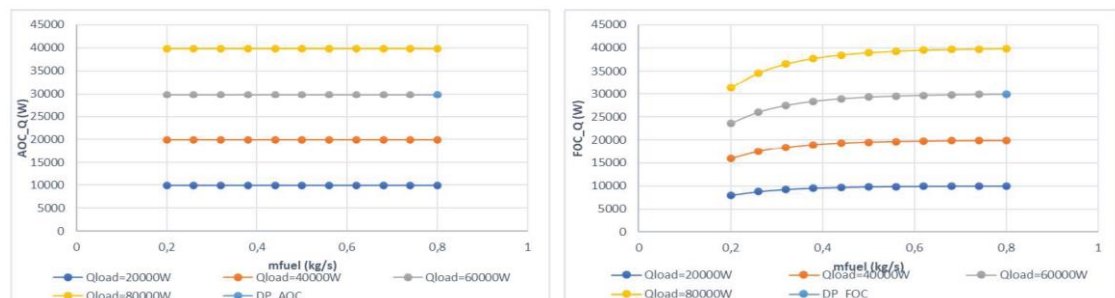 45000
40000
35000
30000
25000
20000
15000
10000
5000
0
AOC_Q (W)
0 0,2 0,4 0,6 0,8 1
mfuel (kg/s)
Qload=20000W Qload=40000W Qload=60000W
Qload=80000W DP_AOC
45000
40000
35000
30000
25000
20000
15000
10000
5000
0
FOC_Q (W)
0 0,2 0,4 0,6 0,8 1
mfuel (kg/s)
Qload=20000W Qload=40000W Qload=60000W
Qload=80000W DP_FOC